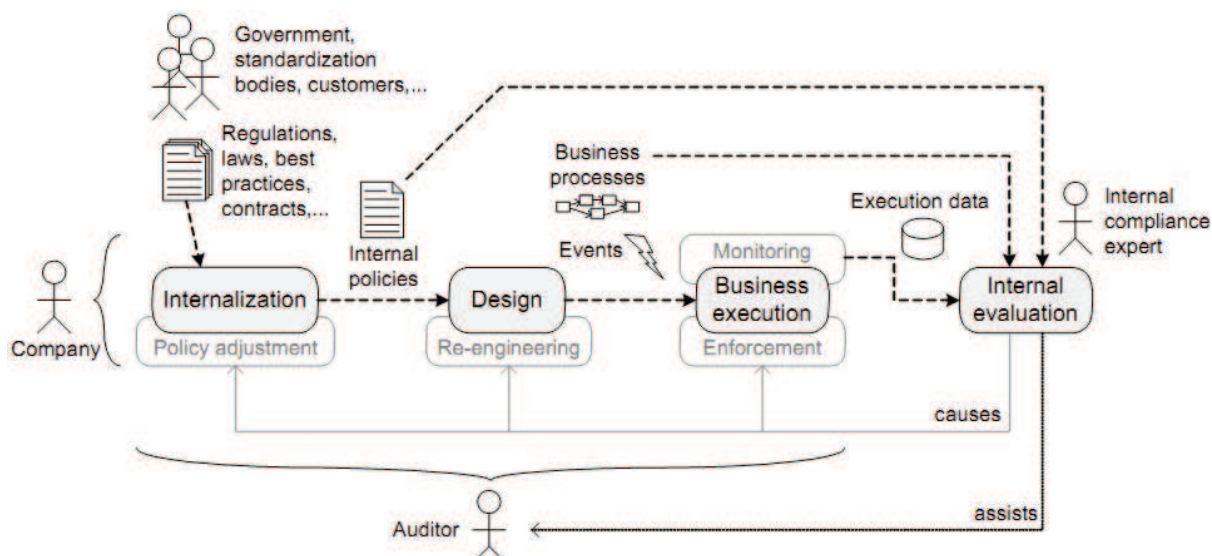 Government,
standardization
bodies, customers,...
Regulations,
laws, best
practices,
contracts,...
Internal
policies
Business
processes
Events
Execution data
Internal
compliance
expert
Company
Internalization
Policy adjustment
Design
Re-engineering
Monitoring
Business
execution
Enforcement
Internal
evaluation
causes
Auditor
assists